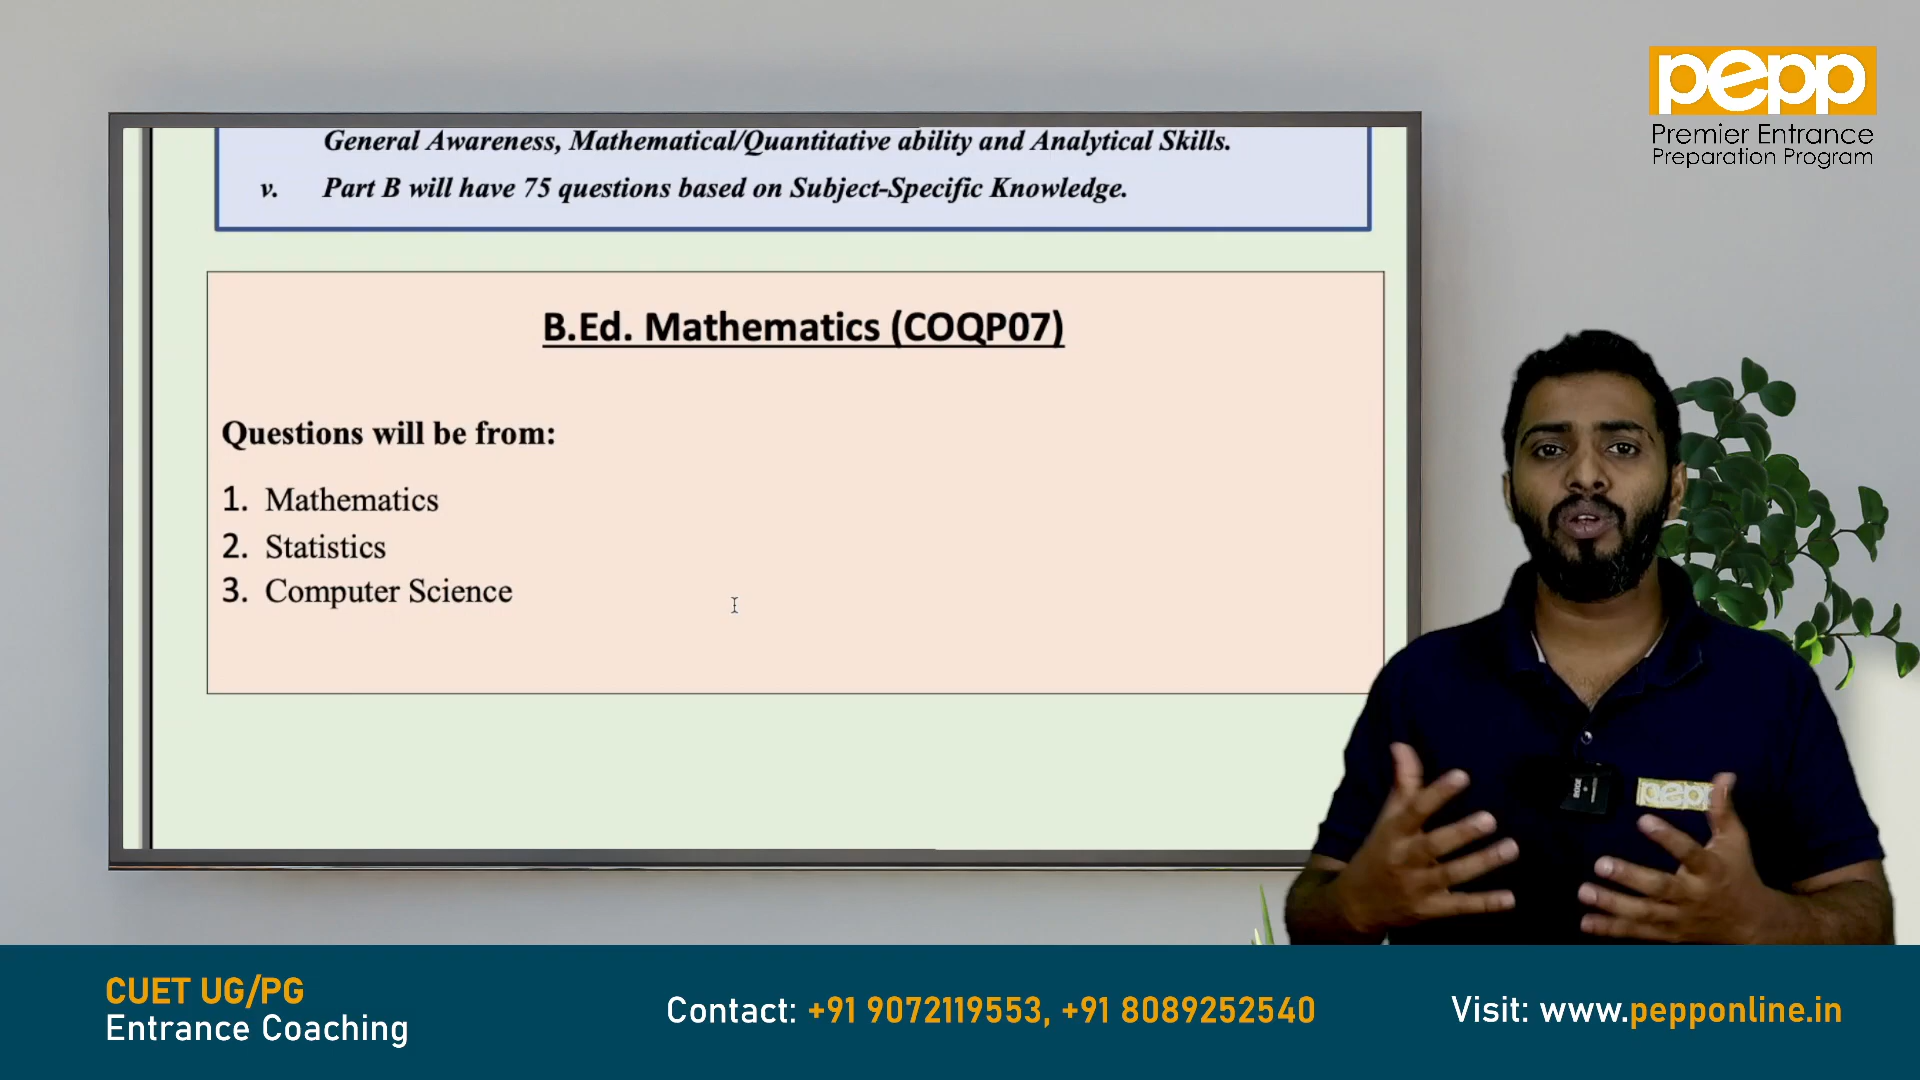 pepp
Premier Entrance
Preparation Program
General Awareness, Mathematical/Quantitative ability and Analytical Skills.
v. Part B will have 75 questions based on Subject-Specific Knowledge.
B.Ed. Mathematics (COQP07)
Questions will be from:
1. Mathematics
2. Statistics
3. Computer Science
pepp
CUET UG/PG
Entrance Coaching
Contact: +91 9072119553, +91 8089252540
Visit: www.pepponline.in